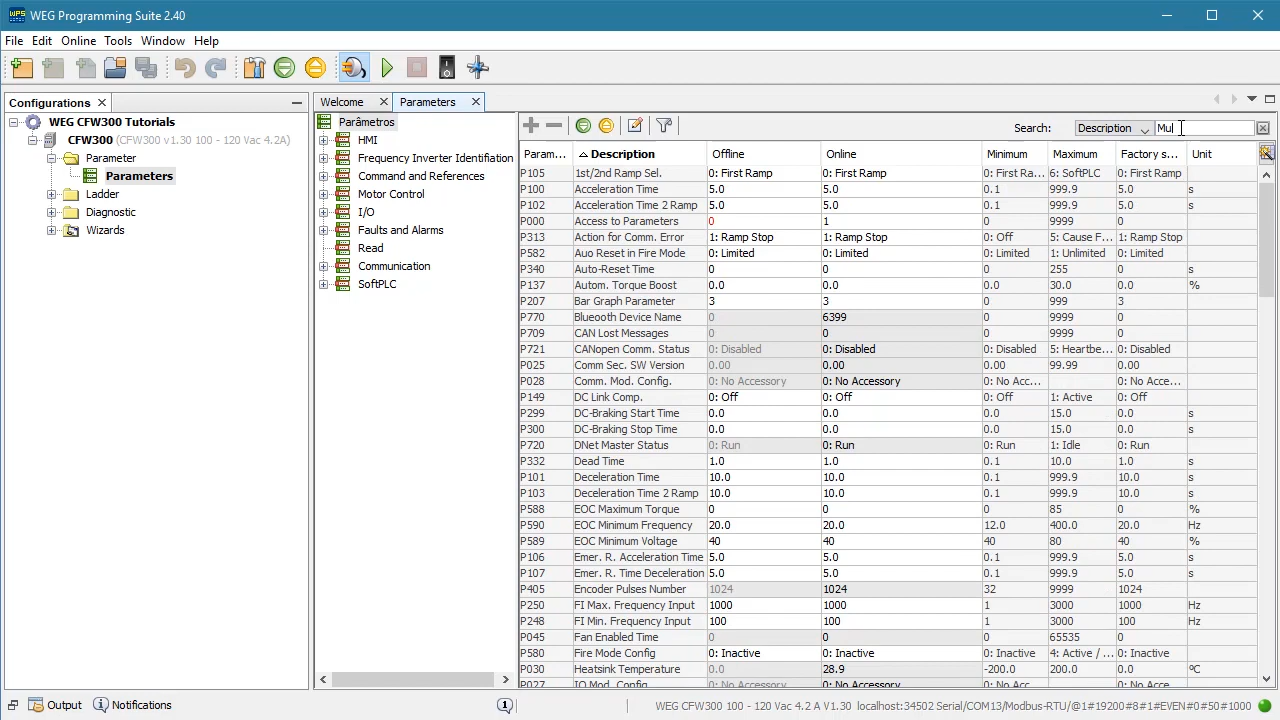 WEG Programming Suite 2.40
File Edit Online Tools Window Help
Configurations
Welcome Parameters
WEG CFW300 Tutorials
CFW300 (CFW300 v1.30 100 - 120 Vac 4.2A)
Parameter
Parameters
Ladder
Diagnostic
Wizards
Parâmetros
HMI
Frequency Inverter Identification
Command and References
Motor Control
I/O
Faults and Alarms
Read
Communication
SoftPLC
Search: Description Mul
Param... Description Offline Online Minimum Maximum Factory s... Unit
P105 1st/2nd Ramp Sel. 0: First Ramp 0: First Ramp 0: First Ra... 6: SoftPLC 0: First Ramp
P100 Acceleration Time 5.0 5.0 0.1 999.9 5.0 s
P102 Acceleration Time 2 Ramp 5.0 5.0 0.1 999.9 5.0 s
P000 Access to Parameters 0 1 0 9999 0
P313 Action for Comm. Error 1: Ramp Stop 1: Ramp Stop 0: Off 5: Cause F... 1: Ramp Stop
P582 Auo Reset in Fire Mode 0: Limited 0: Limited 0: Limited 1: Unlimited 0: Limited
P340 Auto-Reset Time 0 0 0 255 0 s
P137 Autom. Torque Boost 0.0 0.0 0.0 30.0 0.0 %
P207 Bar Graph Parameter 3 3 0 999 3
P770 Blueooth Device Name 0 6399 0 9999 0
P709 CAN Lost Messages 0 0 0 9999 0
P721 CANopen Comm. Status 0: Disabled 0: Disabled 0: Disabled 5: Heartbe... 0: Disabled
P025 Comm Sec. SW Version 0.00 0.00 0.00 99.99 0.00
P028 Comm. Mod. Config. 0: No Accessory 0: No Accessory 0: No Acc... 0: No Acce...
P149 DC Link Comp. 0: Off 0: Off 0: Off 1: Active 0: Off
P299 DC-Braking Start Time 0.0 0.0 0.0 15.0 0.0 s
P300 DC-Braking Stop Time 0.0 0.0 0.0 15.0 0.0 s
P720 DNet Master Status 0: Run 0: Run 0: Run 1: Idle 0: Run
P332 Dead Time 1.0 1.0 0.1 10.0 1.0 s
P101 Deceleration Time 10.0 10.0 0.1 999.9 10.0 s
P103 Deceleration Time 2 Ramp 10.0 10.0 0.1 999.9 10.0 s
P588 EOC Maximum Torque 0 0 0 85 0 %
P590 EOC Minimum Frequency 20.0 20.0 12.0 400.0 20.0 Hz
P589 EOC Minimum Voltage 40 40 40 80 40 %
P106 Emer. R. Acceleration Time 5.0 5.0 0.1 999.9 5.0 s
P107 Emer. R. Time Deceleration 5.0 5.0 0.1 999.9 5.0 s
P405 Encoder Pulses Number 1024 1024 32 9999 1024
P250 FI Max. Frequency Input 1000 1000 1 3000 1000 Hz
P248 FI Min. Frequency Input 100 100 1 3000 100 Hz
P045 Fan Enabled Time 0 0 0 65535 0
P580 Fire Mode Config 0: Inactive 0: Inactive 0: Inactive 4: Active / ... 0: Inactive
P030 Heatsink Temperature 0.0 28.9 -200.0 200.0 0.0 ºC
P027 IO Mod. Config 0: No Accessory 0: No Accessory 0: No Acc 0: No Acce
Output Notifications WEG CFW300 100 - 120 Vac 4.2 A V1.30 localhost:34502 Serial/COM13/Modbus-RTU/@1#19200#8#1#EVEN#0#50#1000